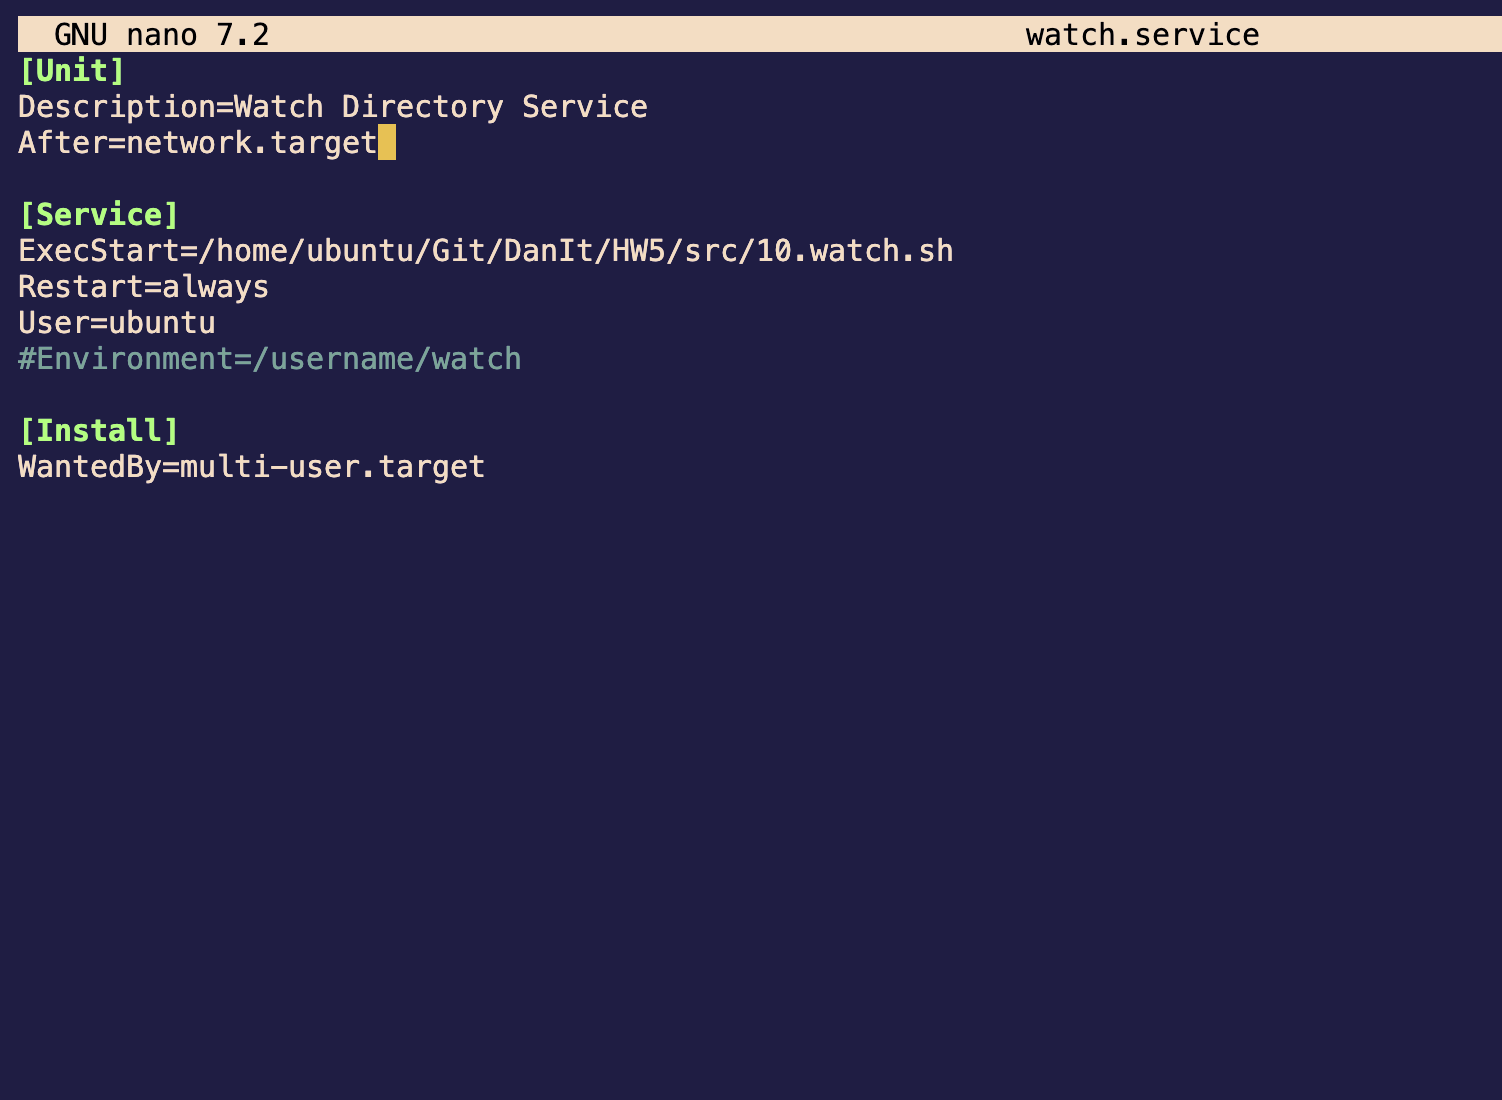 GNU nano 7.2 watch.service
[Unit]
Description=Watch Directory Service
After=network.target
[Service]
ExecStart=/home/ubuntu/Git/DanIt/HW5/src/10.watch.sh
Restart=always
User=ubuntu
#Environment=/username/watch
[Install]
WantedBy=multi-user.target